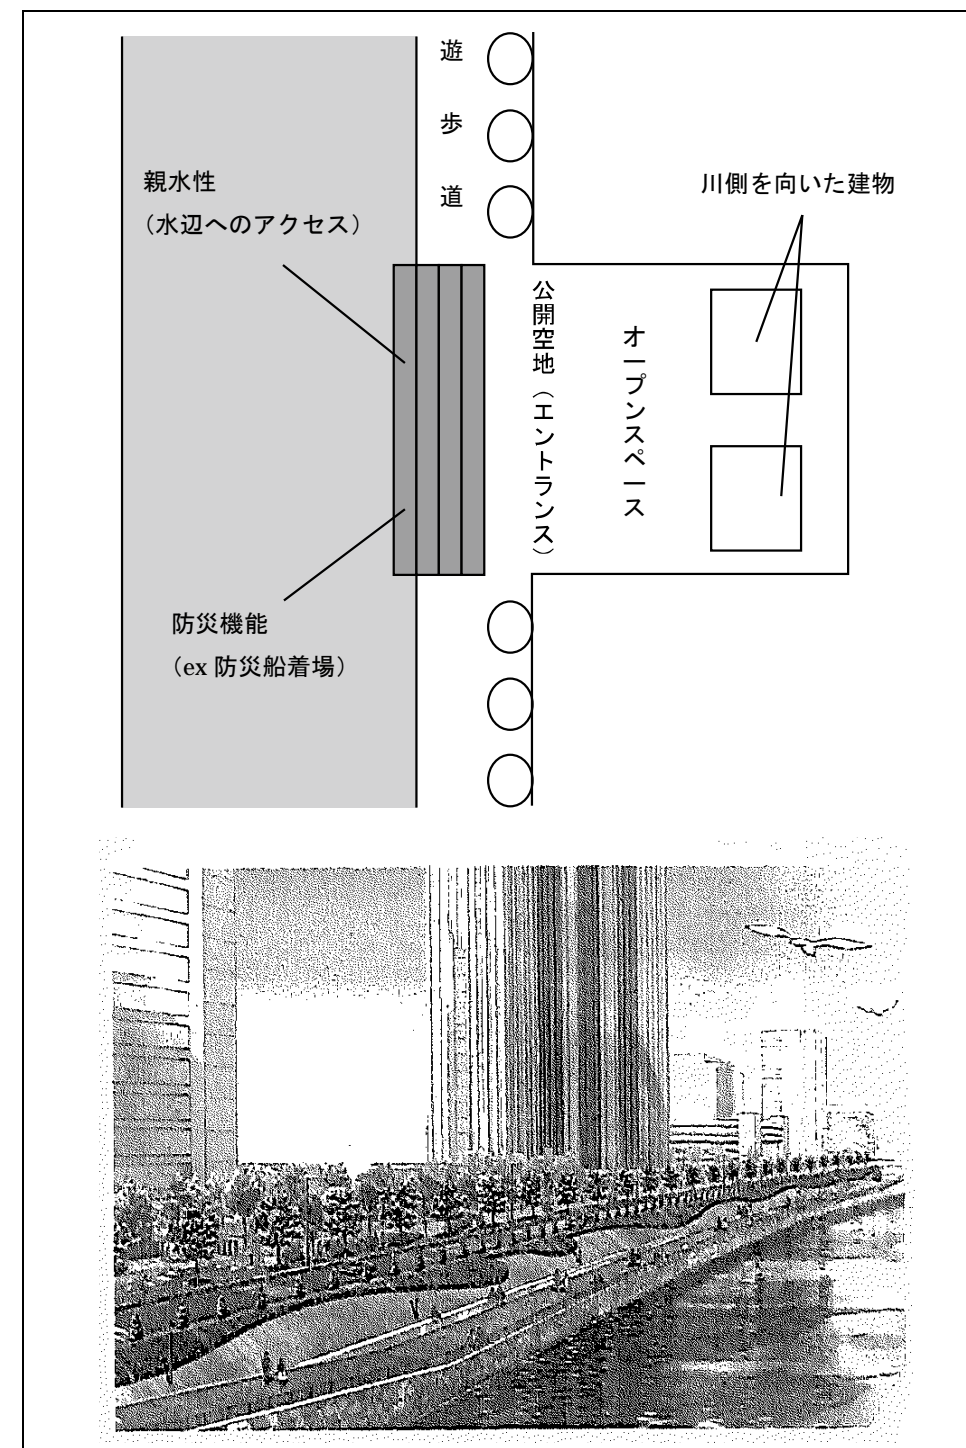 遊歩道
親水性
（水辺へのアクセス）
川側を向いた建物
公開空地（エントランス）
オープンスペース
防災機能
（ex 防災船着場）